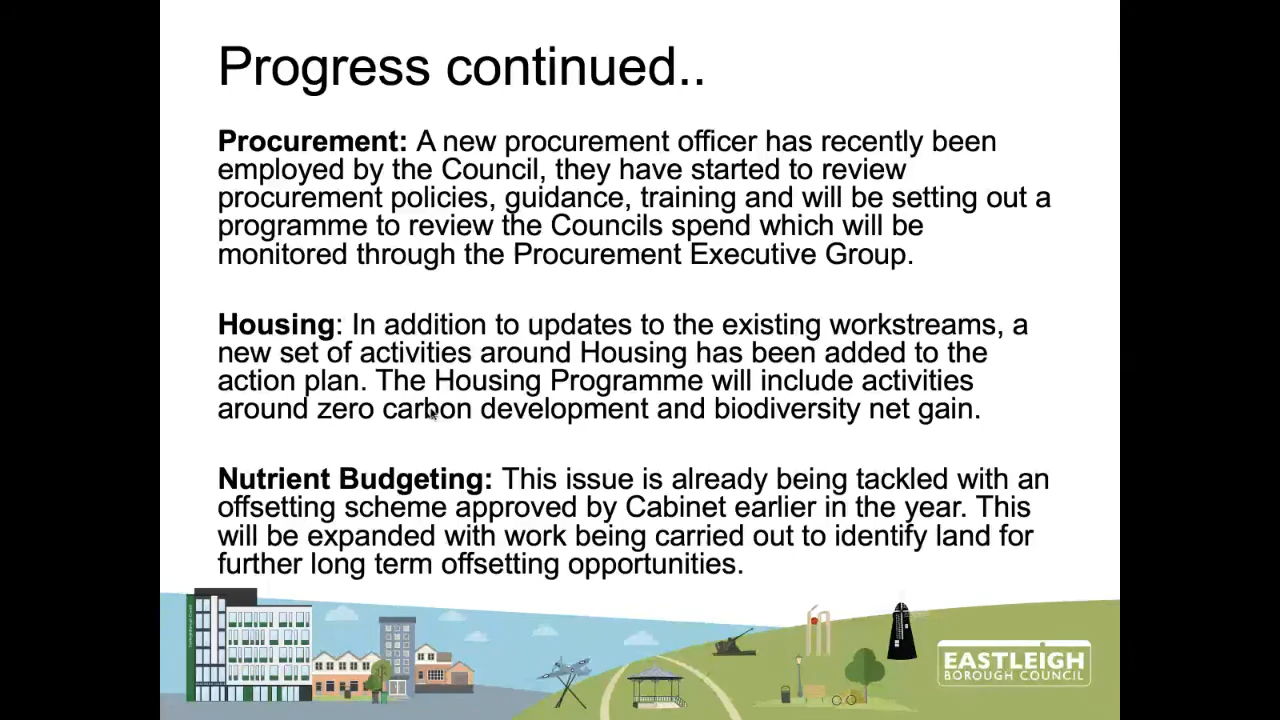 Progress continued..
Procurement: A new procurement officer has recently been
employed by the Council, they have started to review
procurement policies, guidance, training and will be setting out a
programme to review the Councils spend which will be
monitored through the Procurement Executive Group.
Housing: In addition to updates to the existing workstreams, a
new set of activities around Housing has been added to the
action plan. The Housing Programme will include activities
around zero carbon development and biodiversity net gain.
Nutrient Budgeting: This issue is already being tackled with an
offsetting scheme approved by Cabinet earlier in the year. This
will be expanded with work being carried out to identify land for
further long term offsetting opportunities.
EASTLEIGH
BOROUGH COUNCIL